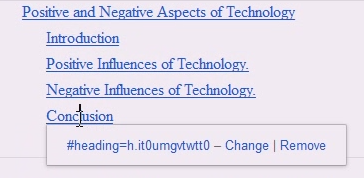 Positive and Negative Aspects of Technology
Introduction
Positive Influences of Technology.
Negative Influences of Technology.
Conclusion
#heading=h.it0umgvtwtt0 – Change | Remove